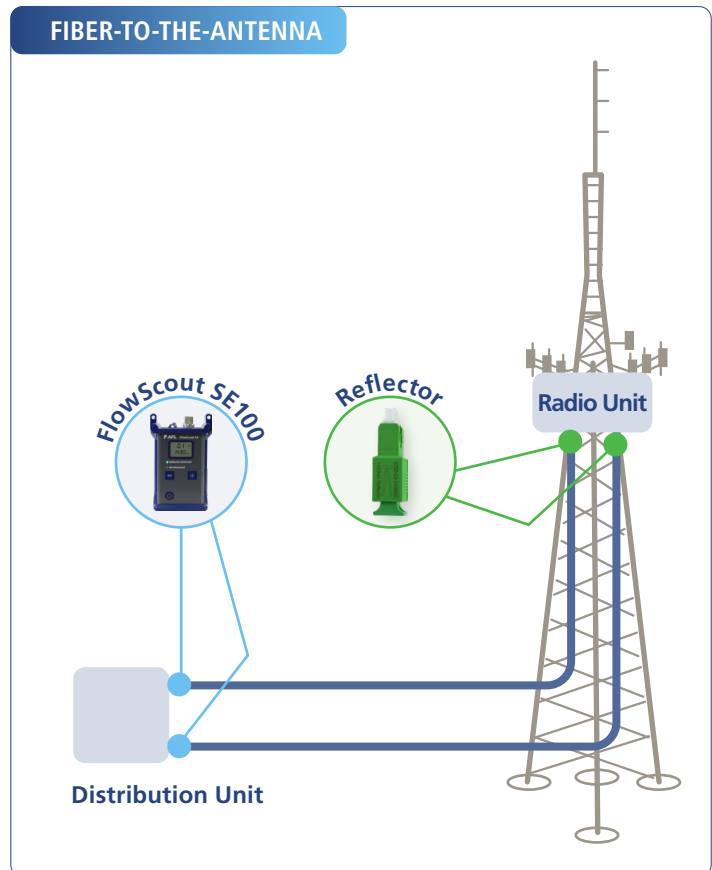 FIBER-TO-THE-ANTENNA
FlowScout SE100
Reflector
Radio Unit
Distribution Unit